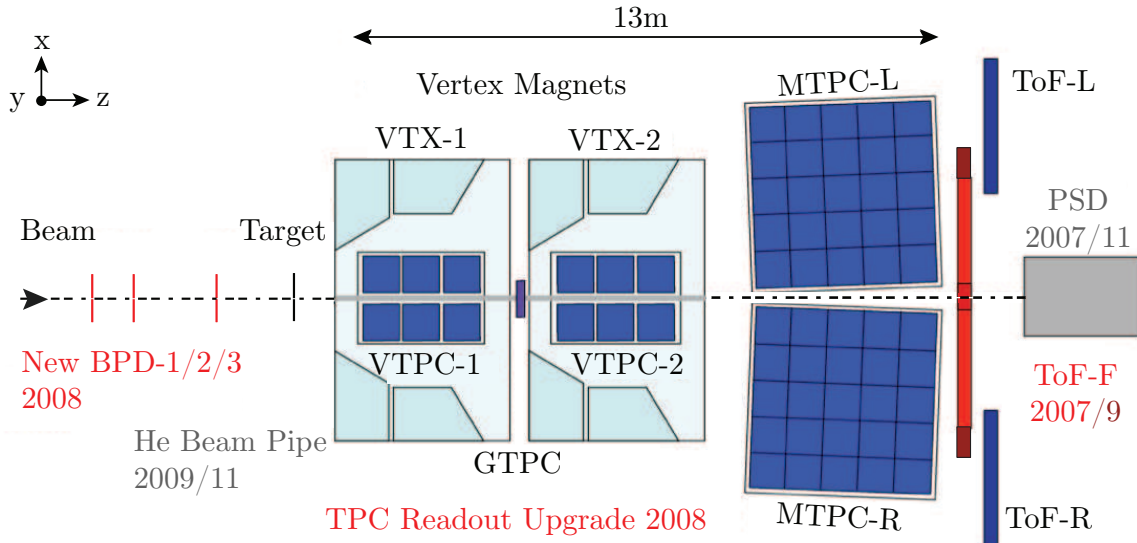 13m
x
y
z
Vertex Magnets
MTPC-L
ToF-L
VTX-1
VTX-2
Beam
Target
PSD
2007/11
New BPD-1/2/3
2008
VTPC-1
VTPC-2
ToF-F
2007/9
He Beam Pipe
2009/11
GTPC
TPC Readout Upgrade 2008
MTPC-R
ToF-R